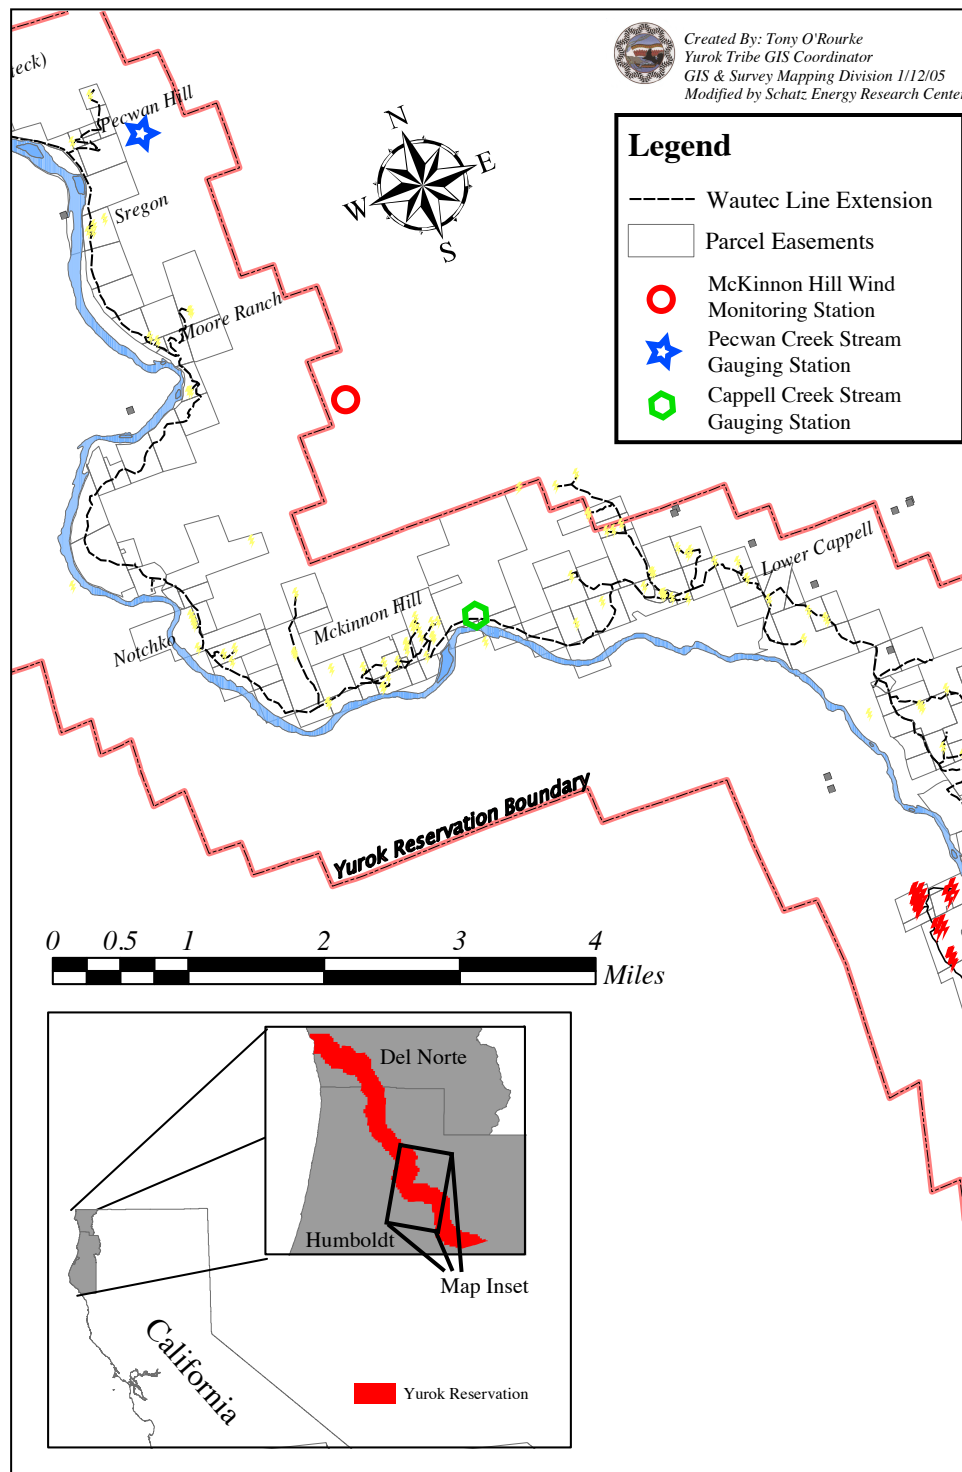 Created By: Tony O'Rourke
Yurok Tribe GIS Coordinator
GIS & Survey Mapping Division 1/12/05
Modified by Schatz Energy Research Center
teck)
Pecwan Hill
N
E
W
S
Legend
Wautec Line Extension
Parcel Easements
McKinnon Hill Wind
Monitoring Station
Pecwan Creek Stream
Gauging Station
Cappell Creek Stream
Gauging Station
Sregon
Moore Ranch
Lower Cappell
Mckinnon Hill
Notchko
Yurok Reservation Boundary
0 0.5 1 2 3 4
Miles
Del Norte
Humboldt
Map Inset
California
Yurok Reservation